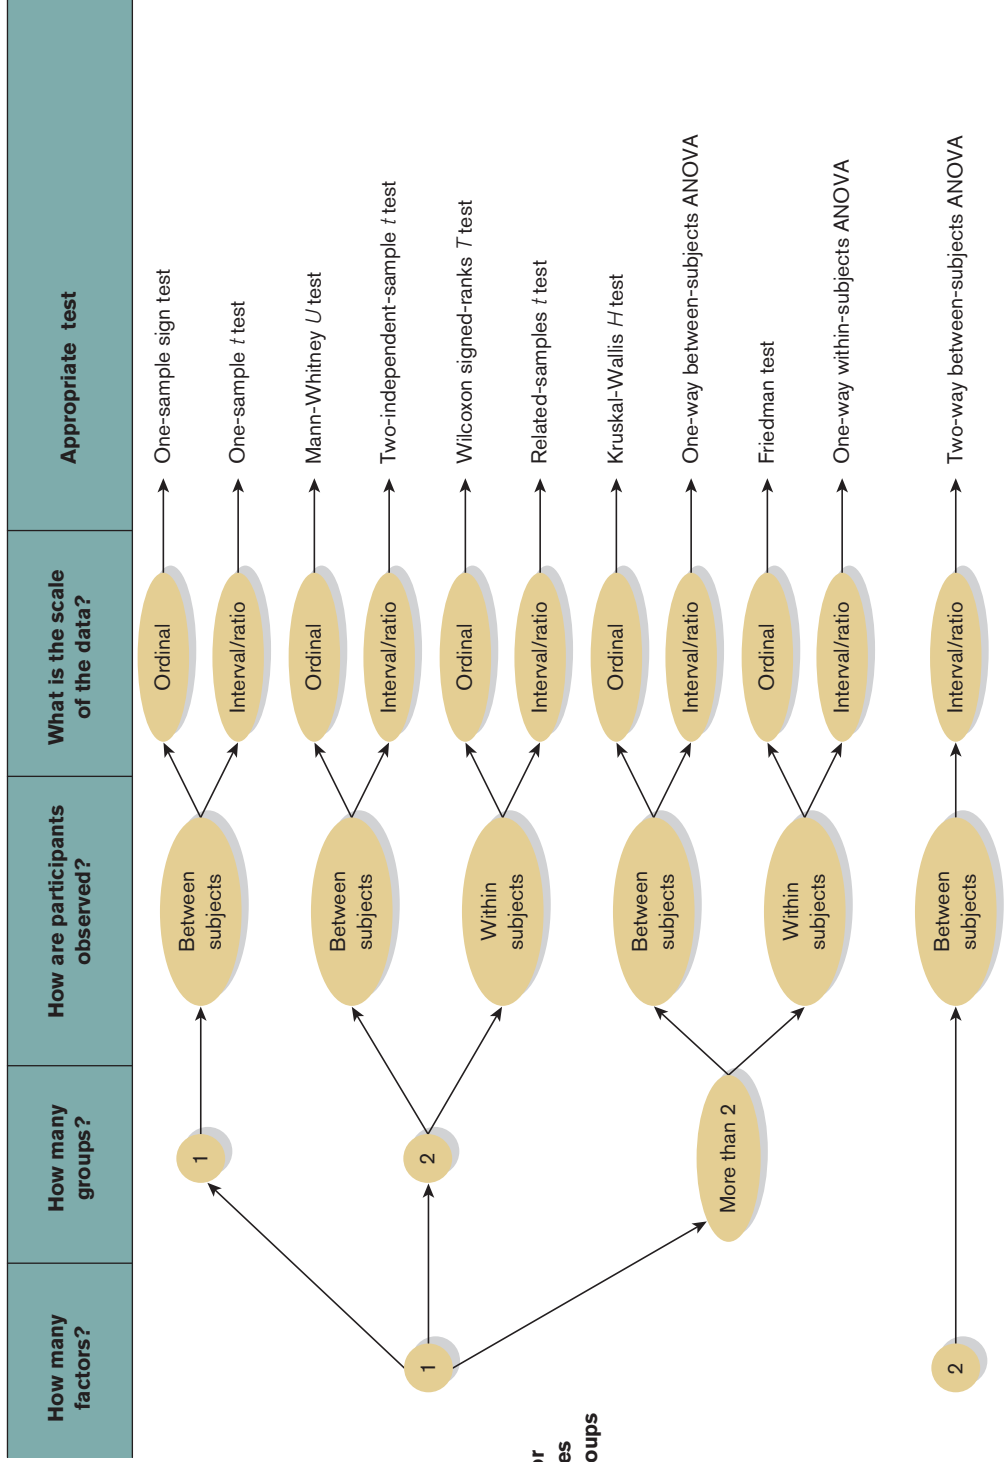 How many
factors?
How many
groups?
How are participants
observed?
What is the scale
of the data?
Appropriate test
1
1
Between
subjects
Ordinal
One-sample sign test
Interval/ratio
One-sample t test
2
Between
subjects
Ordinal
Mann-Whitney U test
Interval/ratio
Two-independent-sample t test
Within
subjects
Ordinal
Wilcoxon signed-ranks T test
Interval/ratio
Related-samples t test
More than 2
Between
subjects
Ordinal
Kruskal-Wallis H test
Interval/ratio
One-way between-subjects ANOVA
Within
subjects
Ordinal
Friedman test
Interval/ratio
One-way within-subjects ANOVA
2
Between
subjects
Interval/ratio
Two-way between-subjects ANOVA